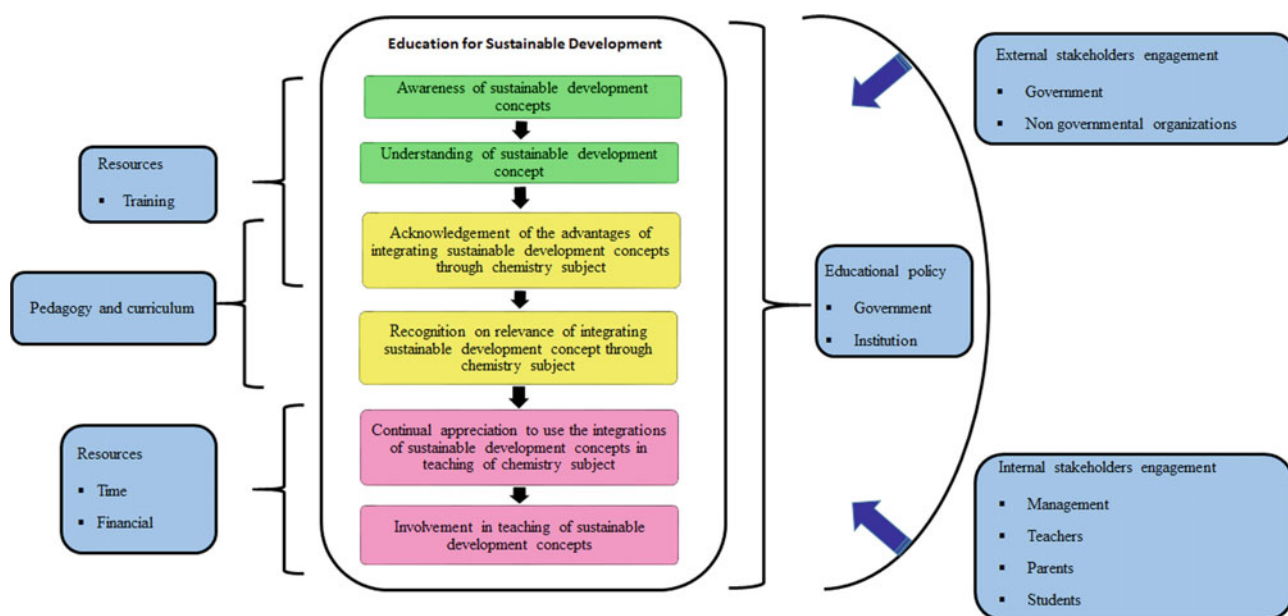 Education for Sustainable Development
Awareness of sustainable development
concepts
Understanding of sustainable development
concept
Acknowledgement of the advantages of
integrating sustainable development concepts
through chemistry subject
Recognition on relevance of integrating
sustainable development concept through
chemistry subject
Continual appreciation to use the integrations
of sustainable development concepts in
teaching of chemistry subject
Involvement in teaching of sustainable
development concepts
Resources
▪ Training
Pedagogy and curriculum
Resources
▪ Time
▪ Financial
Educational policy
▪ Government
▪ Institution
External stakeholders engagement
▪ Government
▪ Non governmental organizations
Internal stakeholders engagement
▪ Management
▪ Teachers
▪ Parents
▪ Students